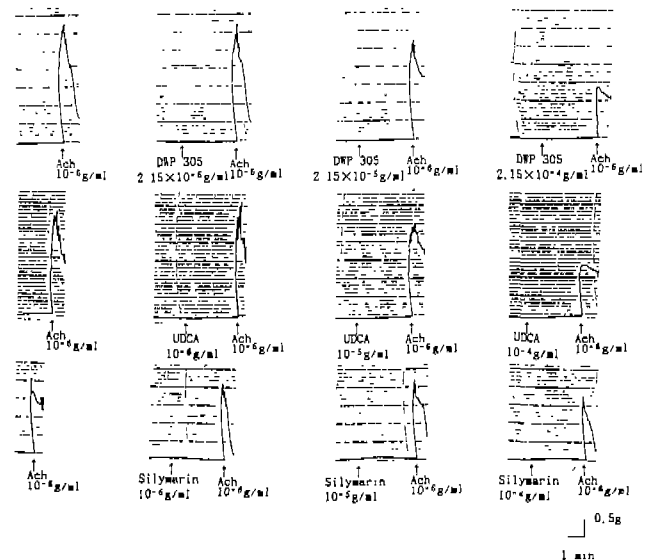 Ach
10⁻⁶g/ml
DWP 305
2.15×10⁻⁶g/ml
Ach
10⁻⁶g/ml
DWP 305
2.15×10⁻⁵g/ml
Ach
10⁻⁶g/ml
DWP 305
2.15×10⁻⁴g/ml
Ach
10⁻⁶g/ml
Ach
10⁻⁶g/ml
UDCA
10⁻⁶g/ml
Ach
10⁻⁶g/ml
UDCA
10⁻⁵g/ml
Ach
10⁻⁶g/ml
UDCA
10⁻⁴g/ml
Ach
10⁻⁶g/ml
Ach
10⁻⁶g/ml
Silymarin
10⁻⁶g/ml
Ach
10⁻⁶g/ml
Silymarin
10⁻⁵g/ml
Ach
10⁻⁶g/ml
Silymarin
10⁻⁴g/ml
Ach
10⁻⁶g/ml
0.5g
1 min